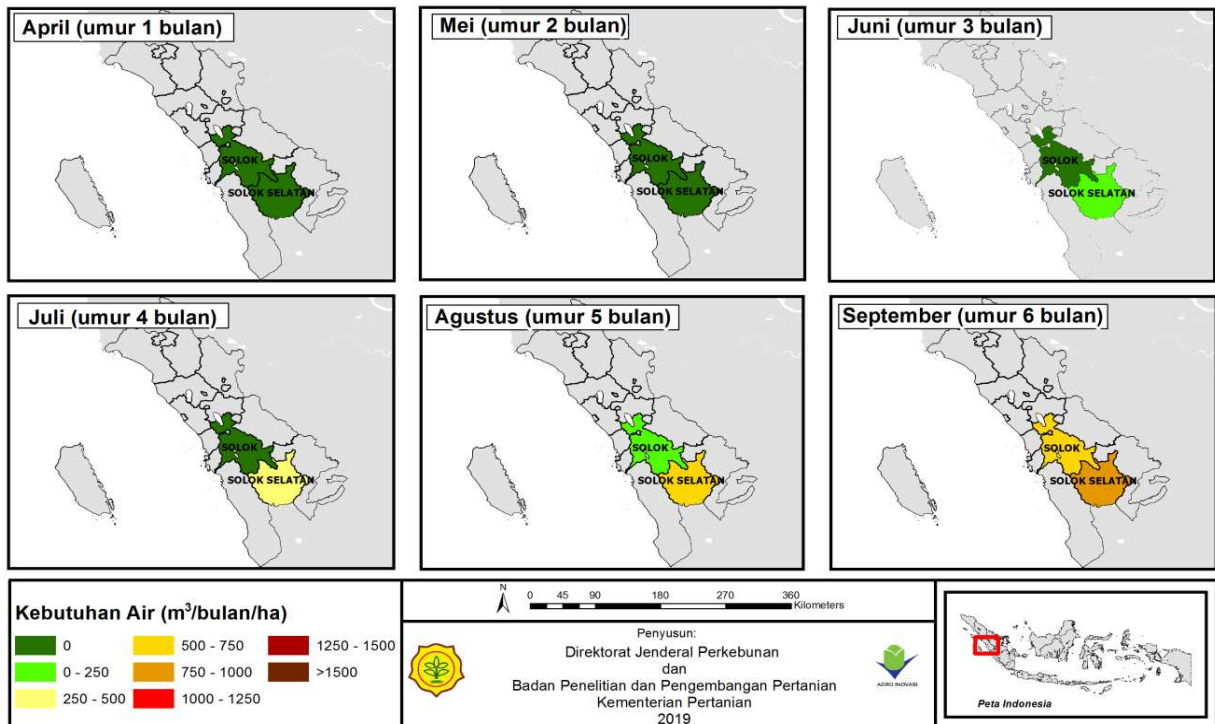 April (umur 1 bulan)
SOLOK
SOLOK SELATAN
Mei (umur 2 bulan)
SOLOK
SOLOK SELATAN
Juni (umur 3 bulan)
SOLOK
SOLOK SELATAN
Juli (umur 4 bulan)
SOLOK
SOLOK SELATAN
Agustus (umur 5 bulan)
SOLOK
SOLOK SELATAN
September (umur 6 bulan)
SOLOK
SOLOK SELATAN
Kebutuhan Air (m³/bulan/ha)
0
0 - 250
250 - 500
500 - 750
750 - 1000
1000 - 1250
1250 - 1500
>1500
N
0 45 90 180 270 360
Kilometers
Penyusun:
Direktorat Jenderal Perkebunan
dan
Badan Penelitian dan Pengembangan Pertanian
Kementerian Pertanian
2019
AGRO INOVASI
Peta Indonesia